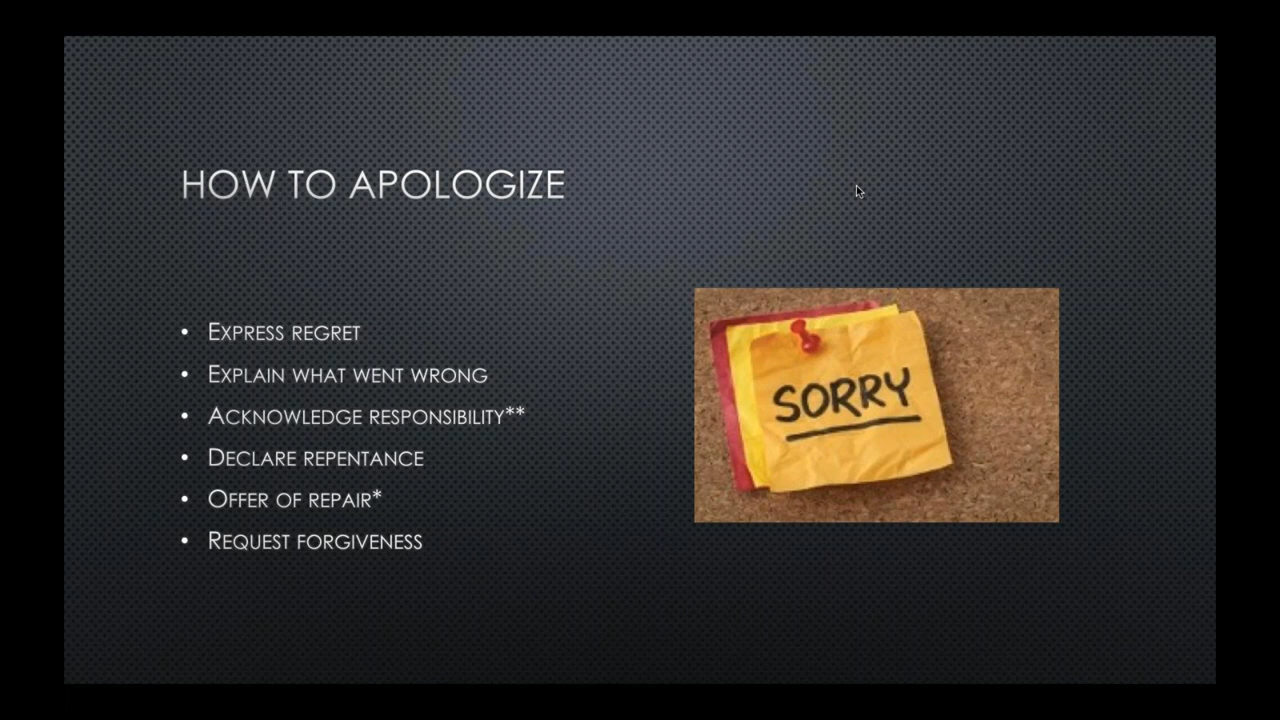 HOW TO APOLOGIZE
• EXPRESS REGRET
• EXPLAIN WHAT WENT WRONG
• ACKNOWLEDGE RESPONSIBILITY**
• DECLARE REPENTANCE
• OFFER OF REPAIR*
• REQUEST FORGIVENESS
SORRY